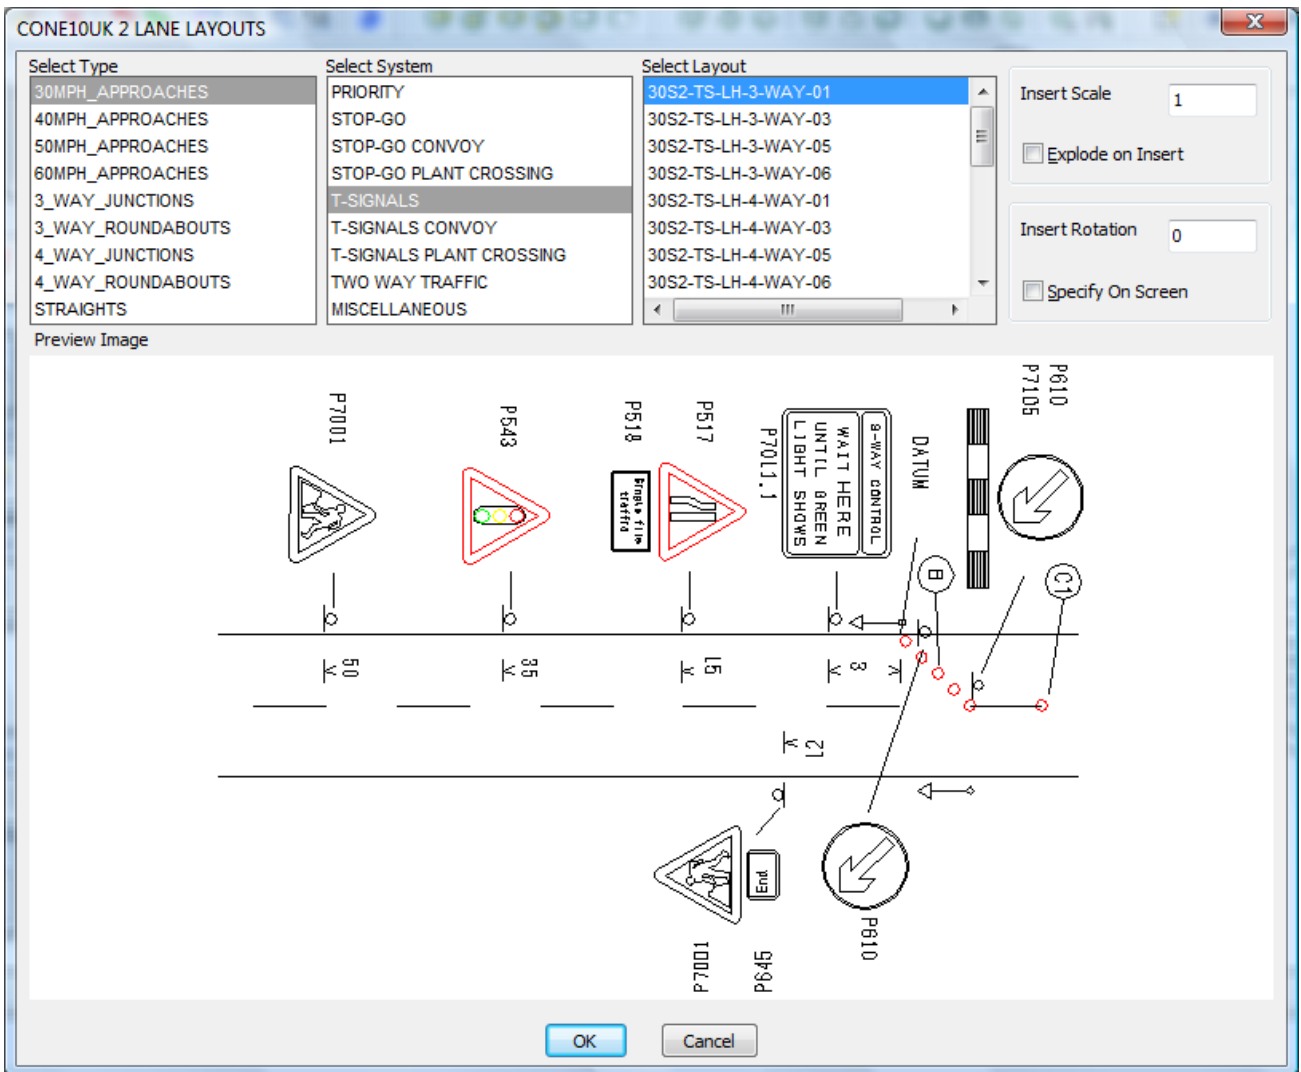 CONE10UK 2 LANE LAYOUTS
Select Type
30MPH_APPROACHES
40MPH_APPROACHES
50MPH_APPROACHES
60MPH_APPROACHES
3_WAY_JUNCTIONS
3_WAY_ROUNDABOUTS
4_WAY_JUNCTIONS
4_WAY_ROUNDABOUTS
STRAIGHTS
Select System
PRIORITY
STOP-GO
STOP-GO CONVOY
STOP-GO PLANT CROSSING
T-SIGNALS
T-SIGNALS CONVOY
T-SIGNALS PLANT CROSSING
TWO WAY TRAFFIC
MISCELLANEOUS
Select Layout
30S2-TS-LH-3-WAY-01
30S2-TS-LH-3-WAY-03
30S2-TS-LH-3-WAY-05
30S2-TS-LH-3-WAY-06
30S2-TS-LH-4-WAY-01
30S2-TS-LH-4-WAY-03
30S2-TS-LH-4-WAY-05
30S2-TS-LH-4-WAY-06
Insert Scale
1
Explode on Insert
Insert Rotation
0
Specify On Screen
Preview Image
P7001
P543
P518
P517
Single file
traffic
3-WAY CONTROL
WAIT HERE
UNTIL GREEN
LIGHT SHOWS
P7011.1
DATUM
P610
P7105
B
C1
50
35
15
3
12
End
P7001
P645
P610
OK
Cancel